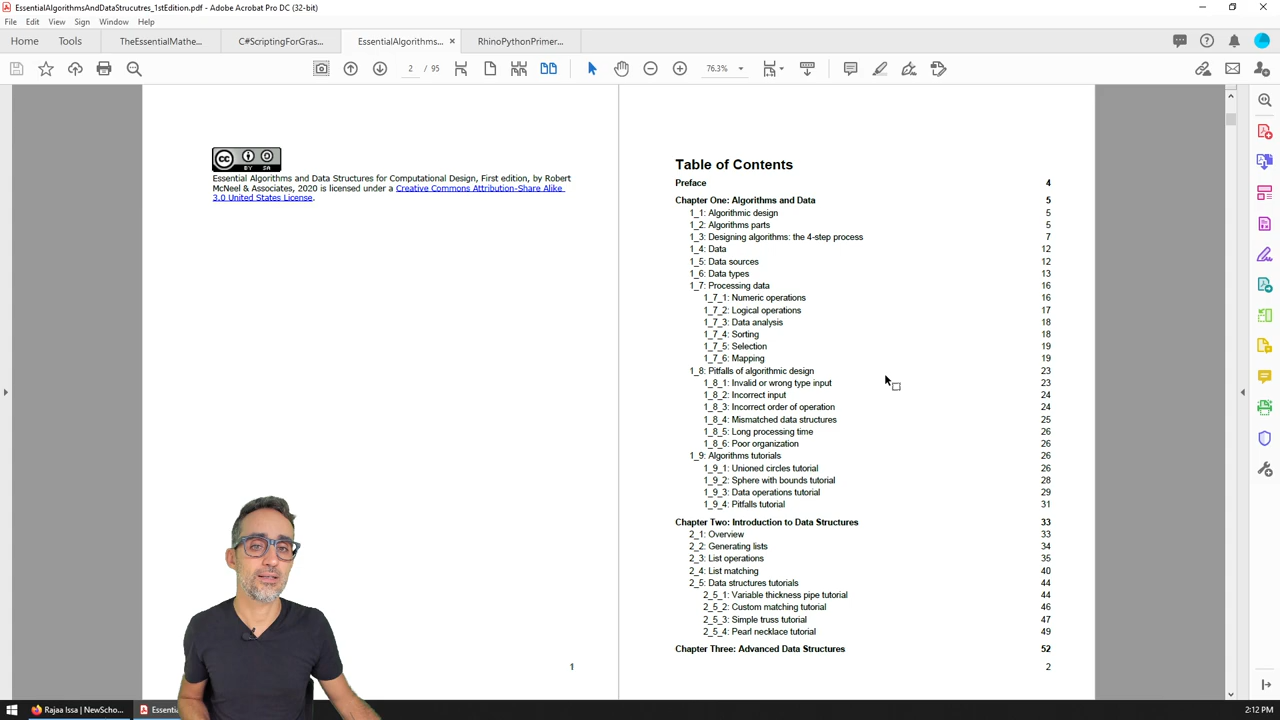 EssentialAlgorithmsAndDataStrucutres_1stEdition.pdf - Adobe Acrobat Pro DC (32-bit)
File Edit View Sign Window Help
Home Tools TheEssentialMathe... C#ScriptingForGras... EssentialAlgorithms... RhinoPythonPrimer...
2 / 95 76.3%
BY SA
Essential Algorithms and Data Structures for Computational Design, First edition, by Robert
McNeel & Associates, 2020 is licensed under a Creative Commons Attribution-Share Alike
3.0 United States License.
1
Table of Contents
Preface 4
Chapter One: Algorithms and Data 5
1_1: Algorithmic design 5
1_2: Algorithms parts 5
1_3: Designing algorithms: the 4-step process 7
1_4: Data 12
1_5: Data sources 12
1_6: Data types 13
1_7: Processing data 16
1_7_1: Numeric operations 16
1_7_2: Logical operations 17
1_7_3: Data analysis 18
1_7_4: Sorting 18
1_7_5: Selection 19
1_7_6: Mapping 19
1_8: Pitfalls of algorithmic design 23
1_8_1: Invalid or wrong type input 23
1_8_2: Incorrect input 24
1_8_3: Incorrect order of operation 24
1_8_4: Mismatched data structures 25
1_8_5: Long processing time 26
1_8_6: Poor organization 26
1_9: Algorithms tutorials 26
1_9_1: Unioned circles tutorial 26
1_9_2: Sphere with bounds tutorial 28
1_9_3: Data operations tutorial 29
1_9_4: Pitfalls tutorial 31
Chapter Two: Introduction to Data Structures 33
2_1: Overview 33
2_2: Generating lists 34
2_3: List operations 35
2_4: List matching 40
2_5: Data structures tutorials 44
2_5_1: Variable thickness pipe tutorial 44
2_5_2: Custom matching tutorial 46
2_5_3: Simple truss tutorial 47
2_5_4: Pearl necklace tutorial 49
Chapter Three: Advanced Data Structures 52
2
Rajaa Issa | NewScho... Essenti
2:12 PM